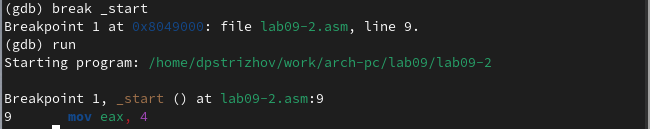 (gdb) break _start
Breakpoint 1 at 0x8049000: file lab09-2.asm, line 9.
(gdb) run
Starting program: /home/dpstrizhov/work/arch-pc/lab09/lab09-2
Breakpoint 1, _start () at lab09-2.asm:9
9 mov eax, 4